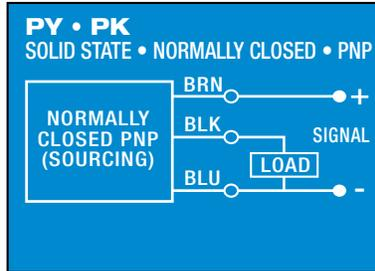 PY • PK
SOLID STATE • NORMALLY CLOSED • PNP
BRN
+
NORMALLY
CLOSED PNP
(SOURCING)
BLK
SIGNAL
LOAD
BLU
-